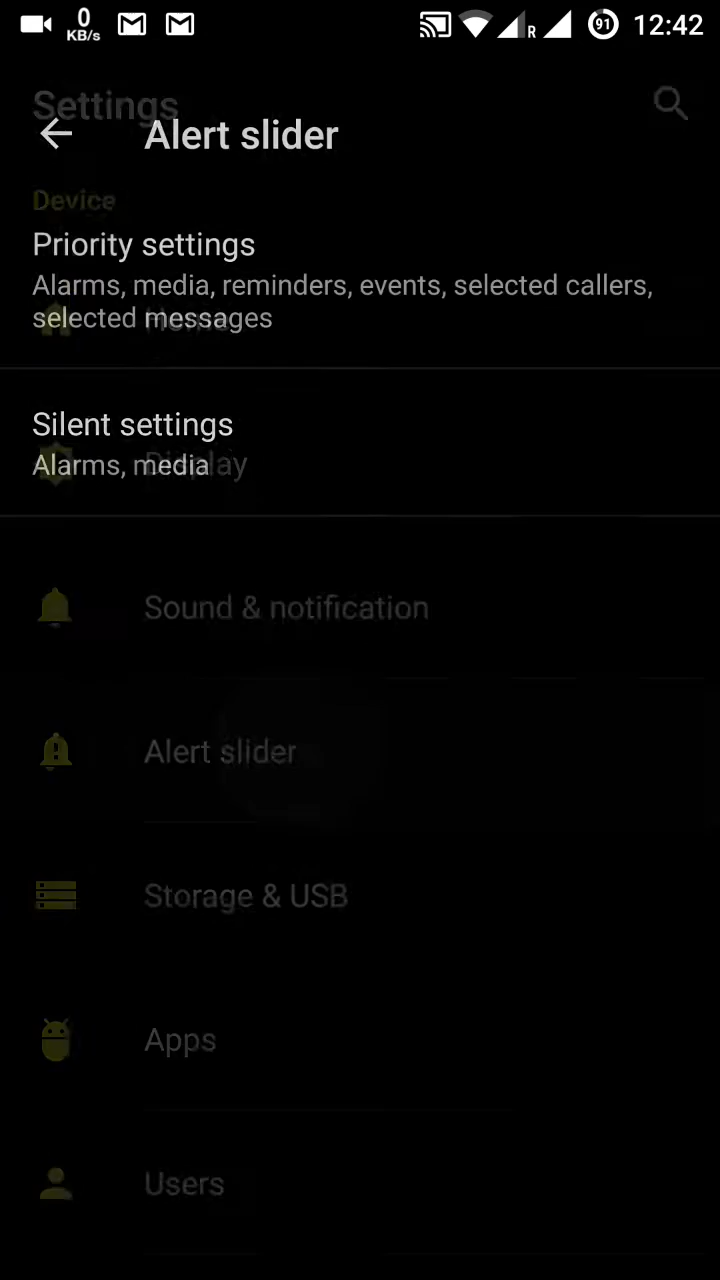 0
KB/s
R
91
12:42
Settings
Alert slider
Device
Priority settings
Alarms, media, reminders, events, selected callers,
selected messages
Home
Silent settings
Alarms, media
Display
Sound & notification
Alert slider
Storage & USB
Apps
Users